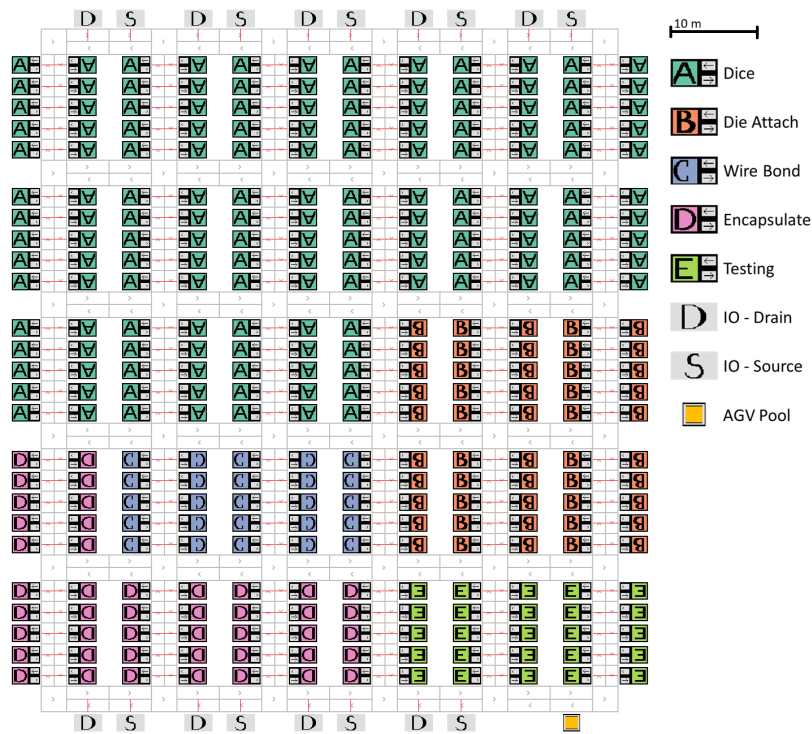 D S D S D S D S D S
A A A A A A A A A A A A
A A A A A A A A A A A A
A A A A A A A A A A A A
A A A A A A A A A A A A
A A A A A A A A A A A A
A A A A A A A A A A A A
A A A A A A A A A A A A
A A A A A A A A A A A A
A A A A A A A A A A A A
A A A A A A A A A A A A
A A A A A A A B B B B B
A A A A A A A B B B B B
A A A A A A A B B B B B
A A A A A A A B B B B B
A A A A A A A B B B B B
D D C C C C C B B B B B
D D C C C C C B B B B B
D D C C C C C B B B B B
D D C C C C C B B B B B
D D C C C C C B B B B B
D D D D D D D E E E E E
D D D D D D D E E E E E
D D D D D D D E E E E E
D D D D D D D E E E E E
D D D D D D D E E E E E
D S D S D S D S
10 m
A Dice
B Die Attach
C Wire Bond
D Encapsulate
E Testing
D IO - Drain
S IO - Source
AGV Pool